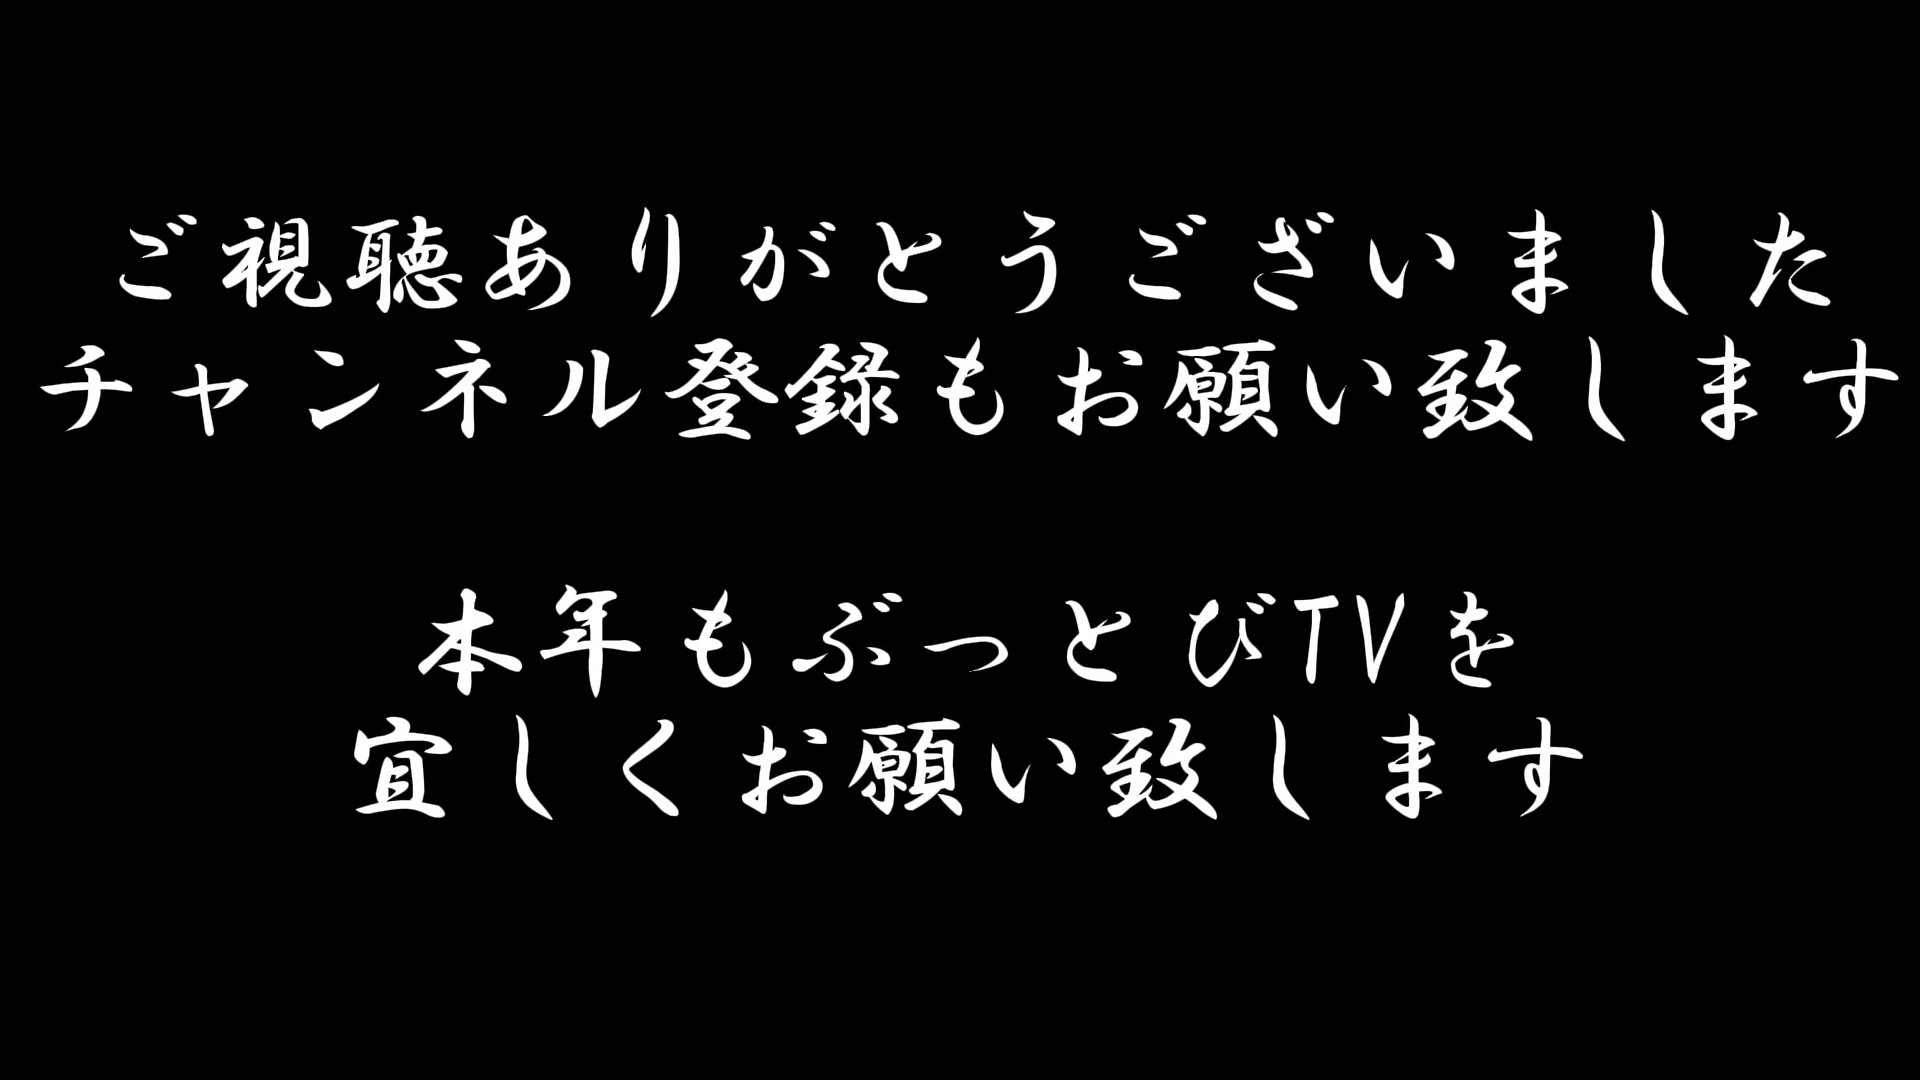 ご視聴ありがとうございました
チャンネル登録もお願い致します
本年もぶっとびTVを
宜しくお願い致します